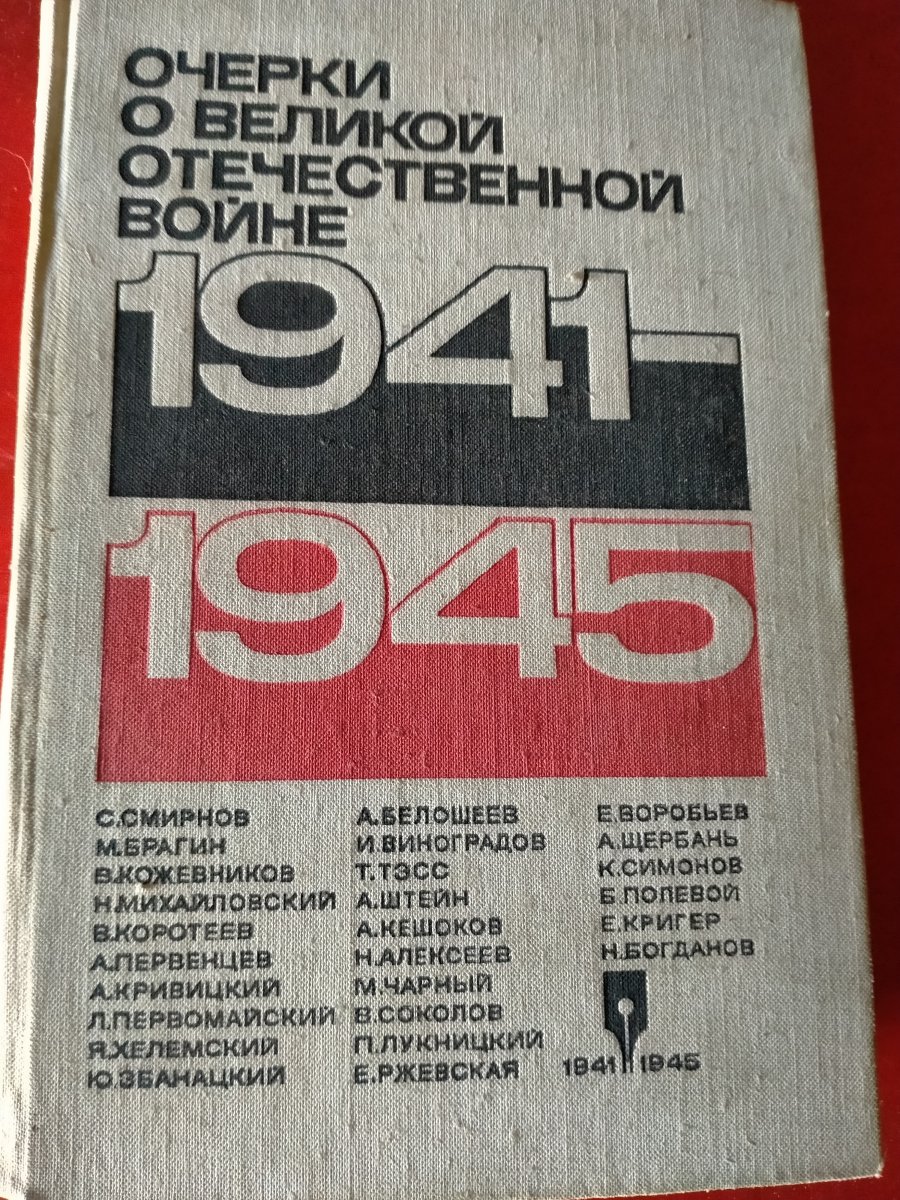 ОЧЕРКИ
О ВЕЛИКОЙ
ОТЕЧЕСТВЕННОЙ
ВОЙНЕ
1941–
1945
С.СМИРНОВ
М.БРАГИН
В.КОЖЕВНИКОВ
Н.МИХАЙЛОВСКИЙ
В.КОРОТЕЕВ
А.ПЕРВЕНЦЕВ
А.КРИВИЦКИЙ
Л.ПЕРВОМАЙСКИЙ
Я.ХЕЛЕМСКИЙ
Ю.ЗБАНАЦКИЙ
А.БЕЛОШЕЕВ
И.ВИНОГРАДОВ
Т.ТЭСС
А.ШТЕЙН
А.КЕШОКОВ
Н.АЛЕКСЕЕВ
М.ЧАРНЫЙ
В.СОКОЛОВ
П.ЛУКНИЦКИЙ
Е.РЖЕВСКАЯ
Е.ВОРОБЬЕВ
А.ЩЕРБАНЬ
К.СИМОНОВ
Б.ПОЛЕВОЙ
Е.КРИГЕР
Н.БОГДАНОВ
1941 1945